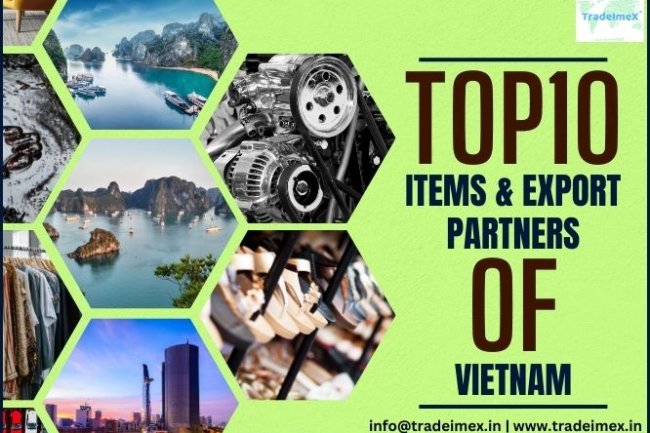 TradeImeX
TOP10
ITEMS & EXPORT
PARTNERS
OF
VIETNAM
info@tradeimex.in | www.tradeimex.in